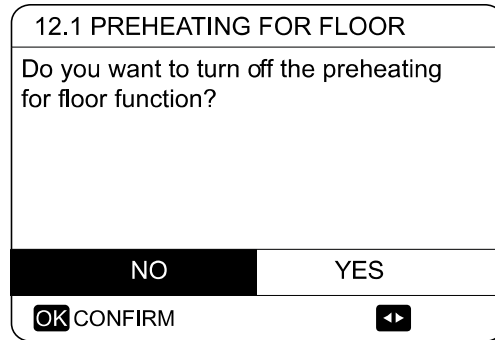 12.1 PREHEATING FOR FLOOR
Do you want to turn off the preheating
for floor function?
NO YES
OK CONFIRM